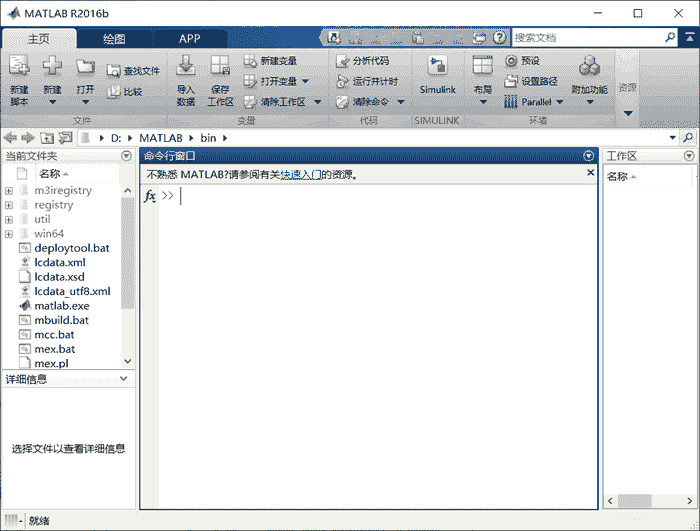 MATLAB R2016b
主页 绘图 APP 搜索文档
新建脚本 新建 打开 查找文件 比较 导入数据 保存工作区 新建变量 打开变量 清除工作区 分析代码 运行并计时 清除命令 Simulink 布局 预设 设置路径 Parallel 附加功能 资源
文件 变量 代码 SIMULINK 环境
D: MATLAB bin
当前文件夹
名称
m3iregistry
registry
util
win64
deploytool.bat
lcdata.xml
lcdata.xsd
lcdata_utf8.xml
matlab.exe
mbuild.bat
mcc.bat
mex.bat
mex.pl
详细信息
选择文件以查看详细信息
命令行窗口
不熟悉 MATLAB?请参阅有关快速入门的资源。
fx >>
工作区
名称
就绪